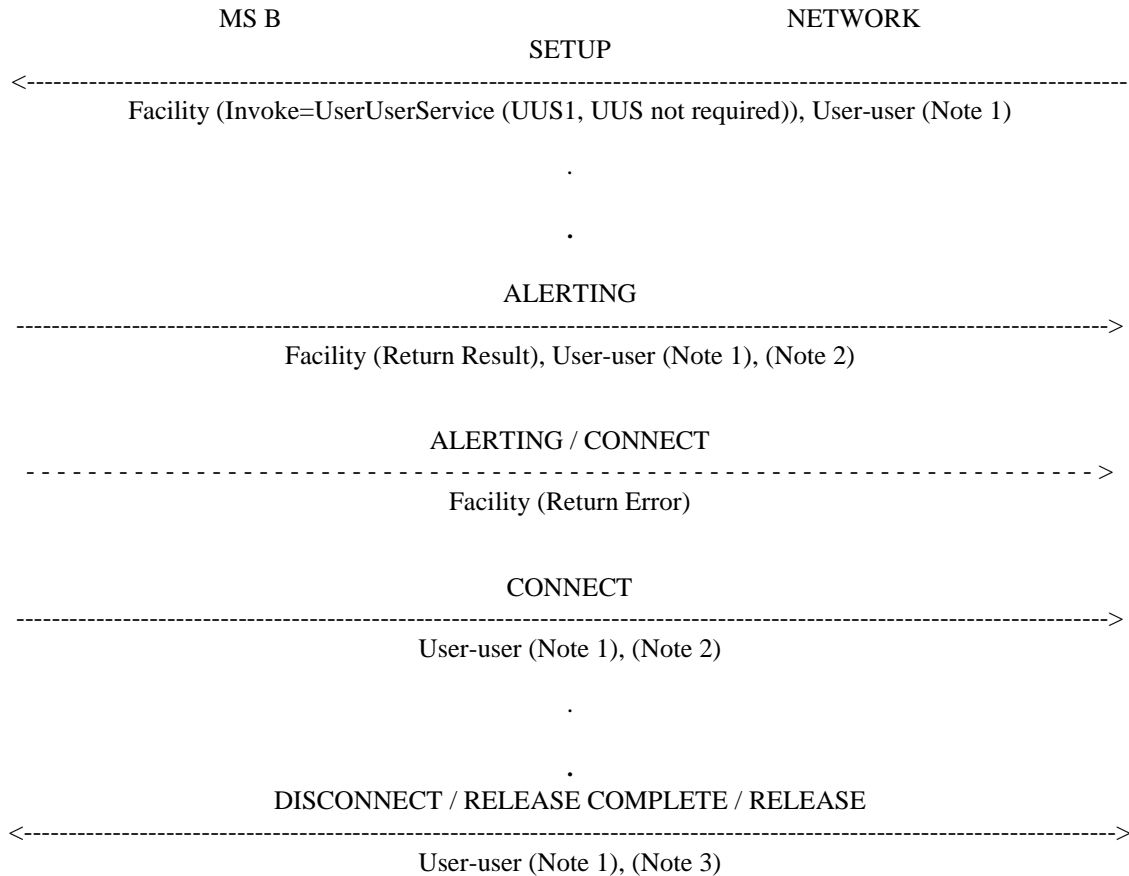 MS B NETWORK
SETUP
<----------------------------------------------------------------------------------------------------------------------------
Facility (Invoke=UserUserService (UUS1, UUS not required)), User-user (Note 1)
.
.
ALERTING
--------------------------------------------------------------------------------------------------------------------------->
Facility (Return Result), User-user (Note 1), (Note 2)
ALERTING / CONNECT
- - - - - - - - - - - - - - - - - - - - - - - - - - - - - - - - - - - - - - - - - - - - - - - - - - - - - - - - - - - - - - - - - - - - - >
Facility (Return Error)
CONNECT
--------------------------------------------------------------------------------------------------------------------------->
User-user (Note 1), (Note 2)
.
.
DISCONNECT / RELEASE COMPLETE / RELEASE
<--------------------------------------------------------------------------------------------------------------------------->
User-user (Note 1), (Note 3)